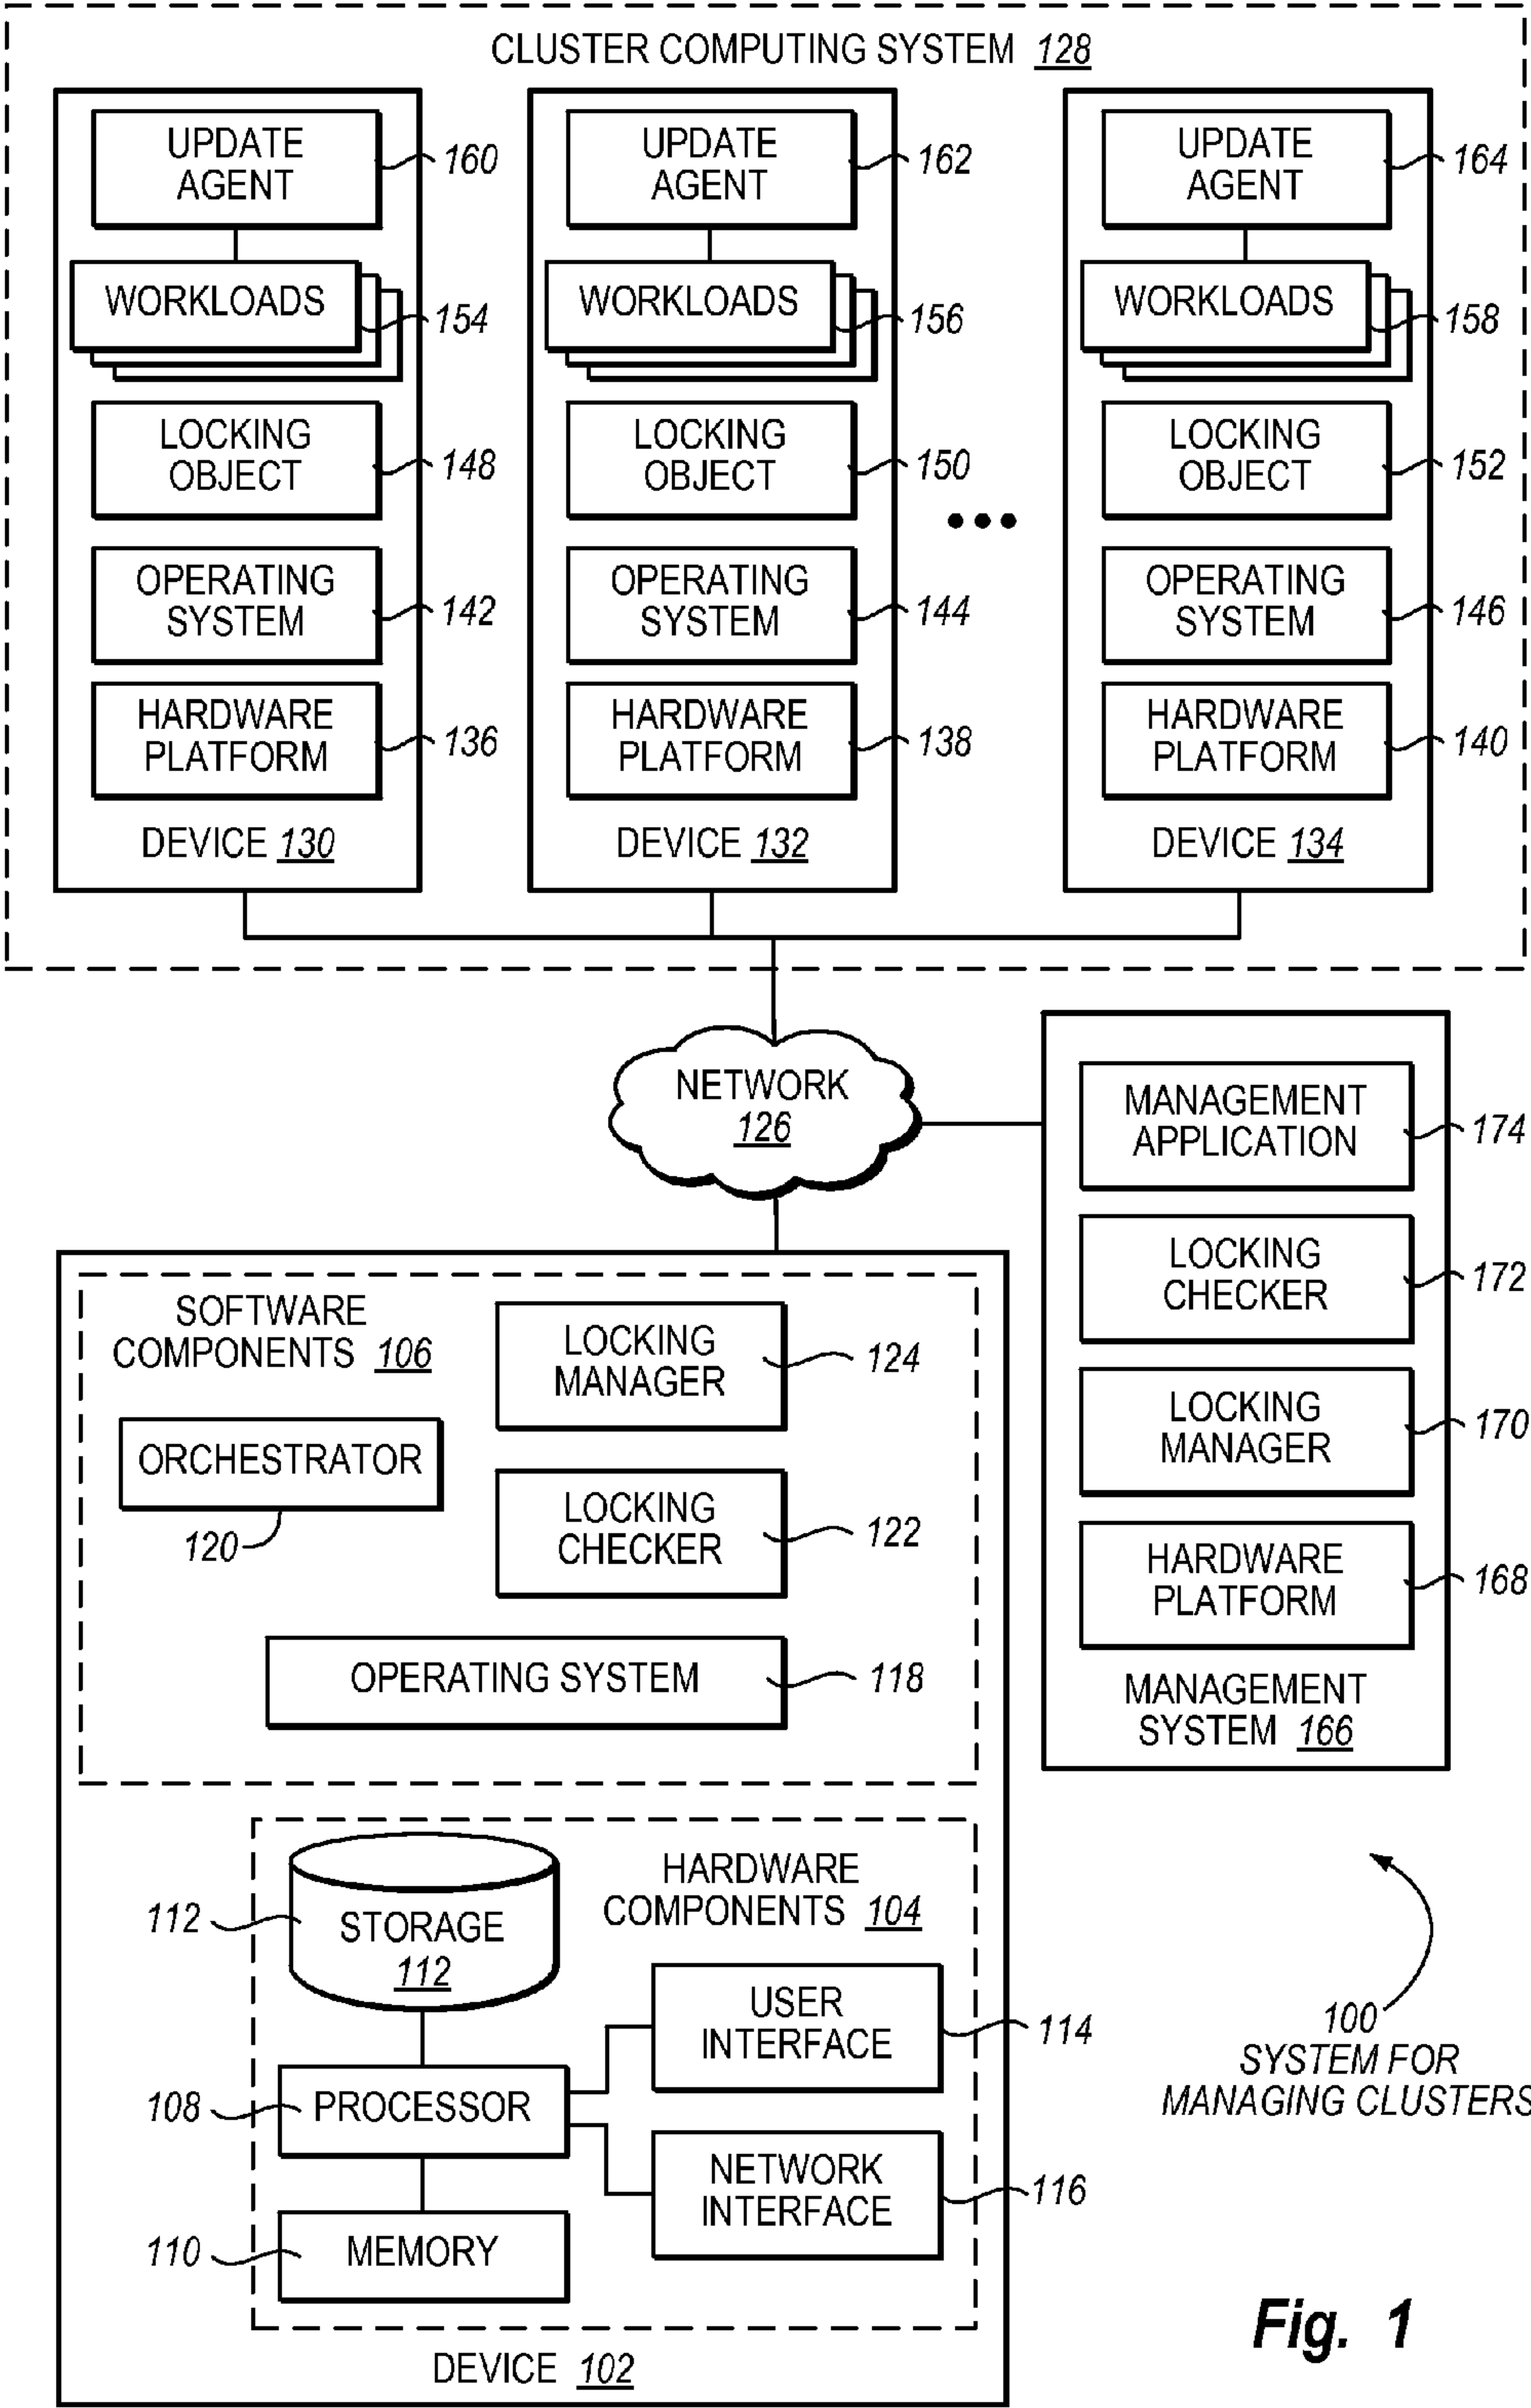 CLUSTER COMPUTING SYSTEM 128
UPDATE
AGENT
160
WORKLOADS
154
LOCKING
OBJECT
148
OPERATING
SYSTEM
142
HARDWARE
PLATFORM
136
DEVICE 130
UPDATE
AGENT
162
WORKLOADS
156
LOCKING
OBJECT
150
OPERATING
SYSTEM
144
HARDWARE
PLATFORM
138
DEVICE 132
UPDATE
AGENT
164
WORKLOADS
158
LOCKING
OBJECT
152
OPERATING
SYSTEM
146
HARDWARE
PLATFORM
140
DEVICE 134
NETWORK
126
MANAGEMENT
APPLICATION
174
LOCKING
CHECKER
172
LOCKING
MANAGER
170
HARDWARE
PLATFORM
168
MANAGEMENT
SYSTEM 166
SOFTWARE
COMPONENTS 106
LOCKING
MANAGER
124
ORCHESTRATOR
120
LOCKING
CHECKER
122
OPERATING SYSTEM
118
HARDWARE
COMPONENTS 104
112
STORAGE
112
USER
INTERFACE
114
108
PROCESSOR
NETWORK
INTERFACE
116
110
MEMORY
DEVICE 102
100
SYSTEM FOR
MANAGING CLUSTERS
Fig. 1